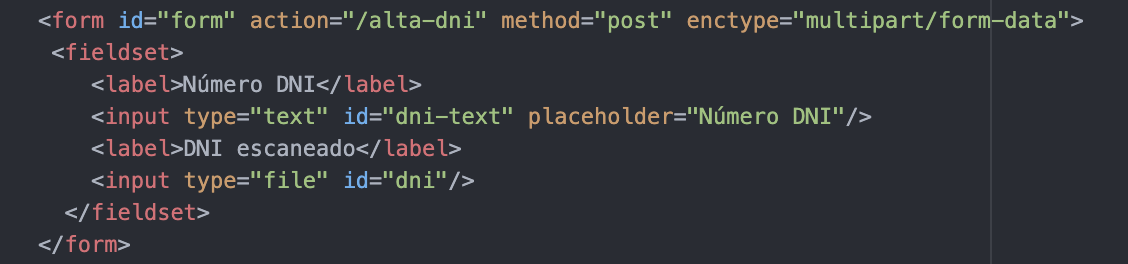 <form id="form" action="/alta-dni" method="post" enctype="multipart/form-data">
<fieldset>
<label>Número DNI</label>
<input type="text" id="dni-text" placeholder="Número DNI"/>
<label>DNI escaneado</label>
<input type="file" id="dni"/>
</fieldset>
</form>